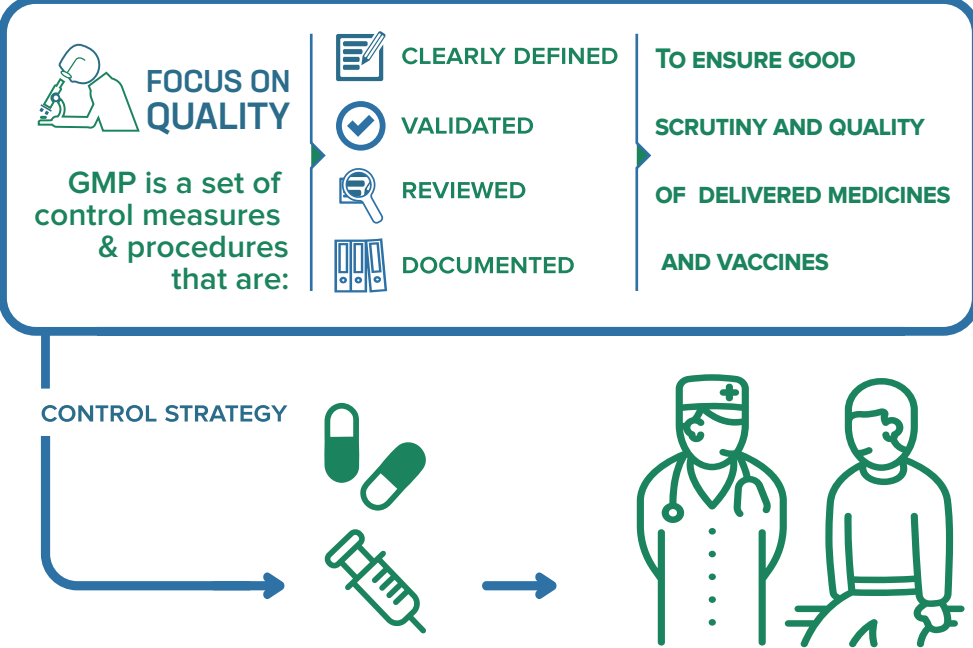 FOCUS ON
QUALITY
GMP is a set of
control measures
& procedures
that are:
CLEARLY DEFINED
VALIDATED
REVIEWED
DOCUMENTED
To ENSURE GOOD
SCRUTINY AND QUALITY
OF DELIVERED MEDICINES
AND VACCINES
CONTROL STRATEGY